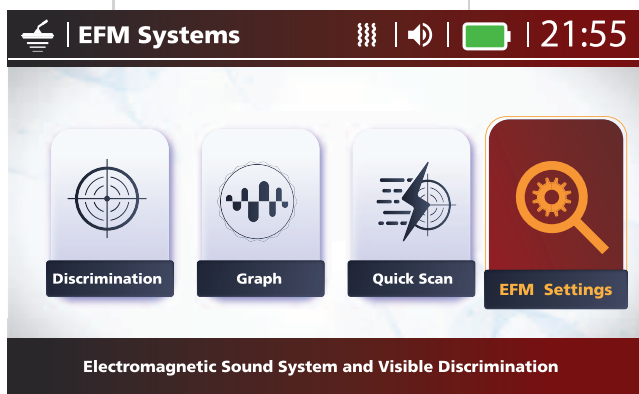 EFM Systems
21:55
Discrimination
Graph
Quick Scan
EFM Settings
Electromagnetic Sound System and Visible Discrimination